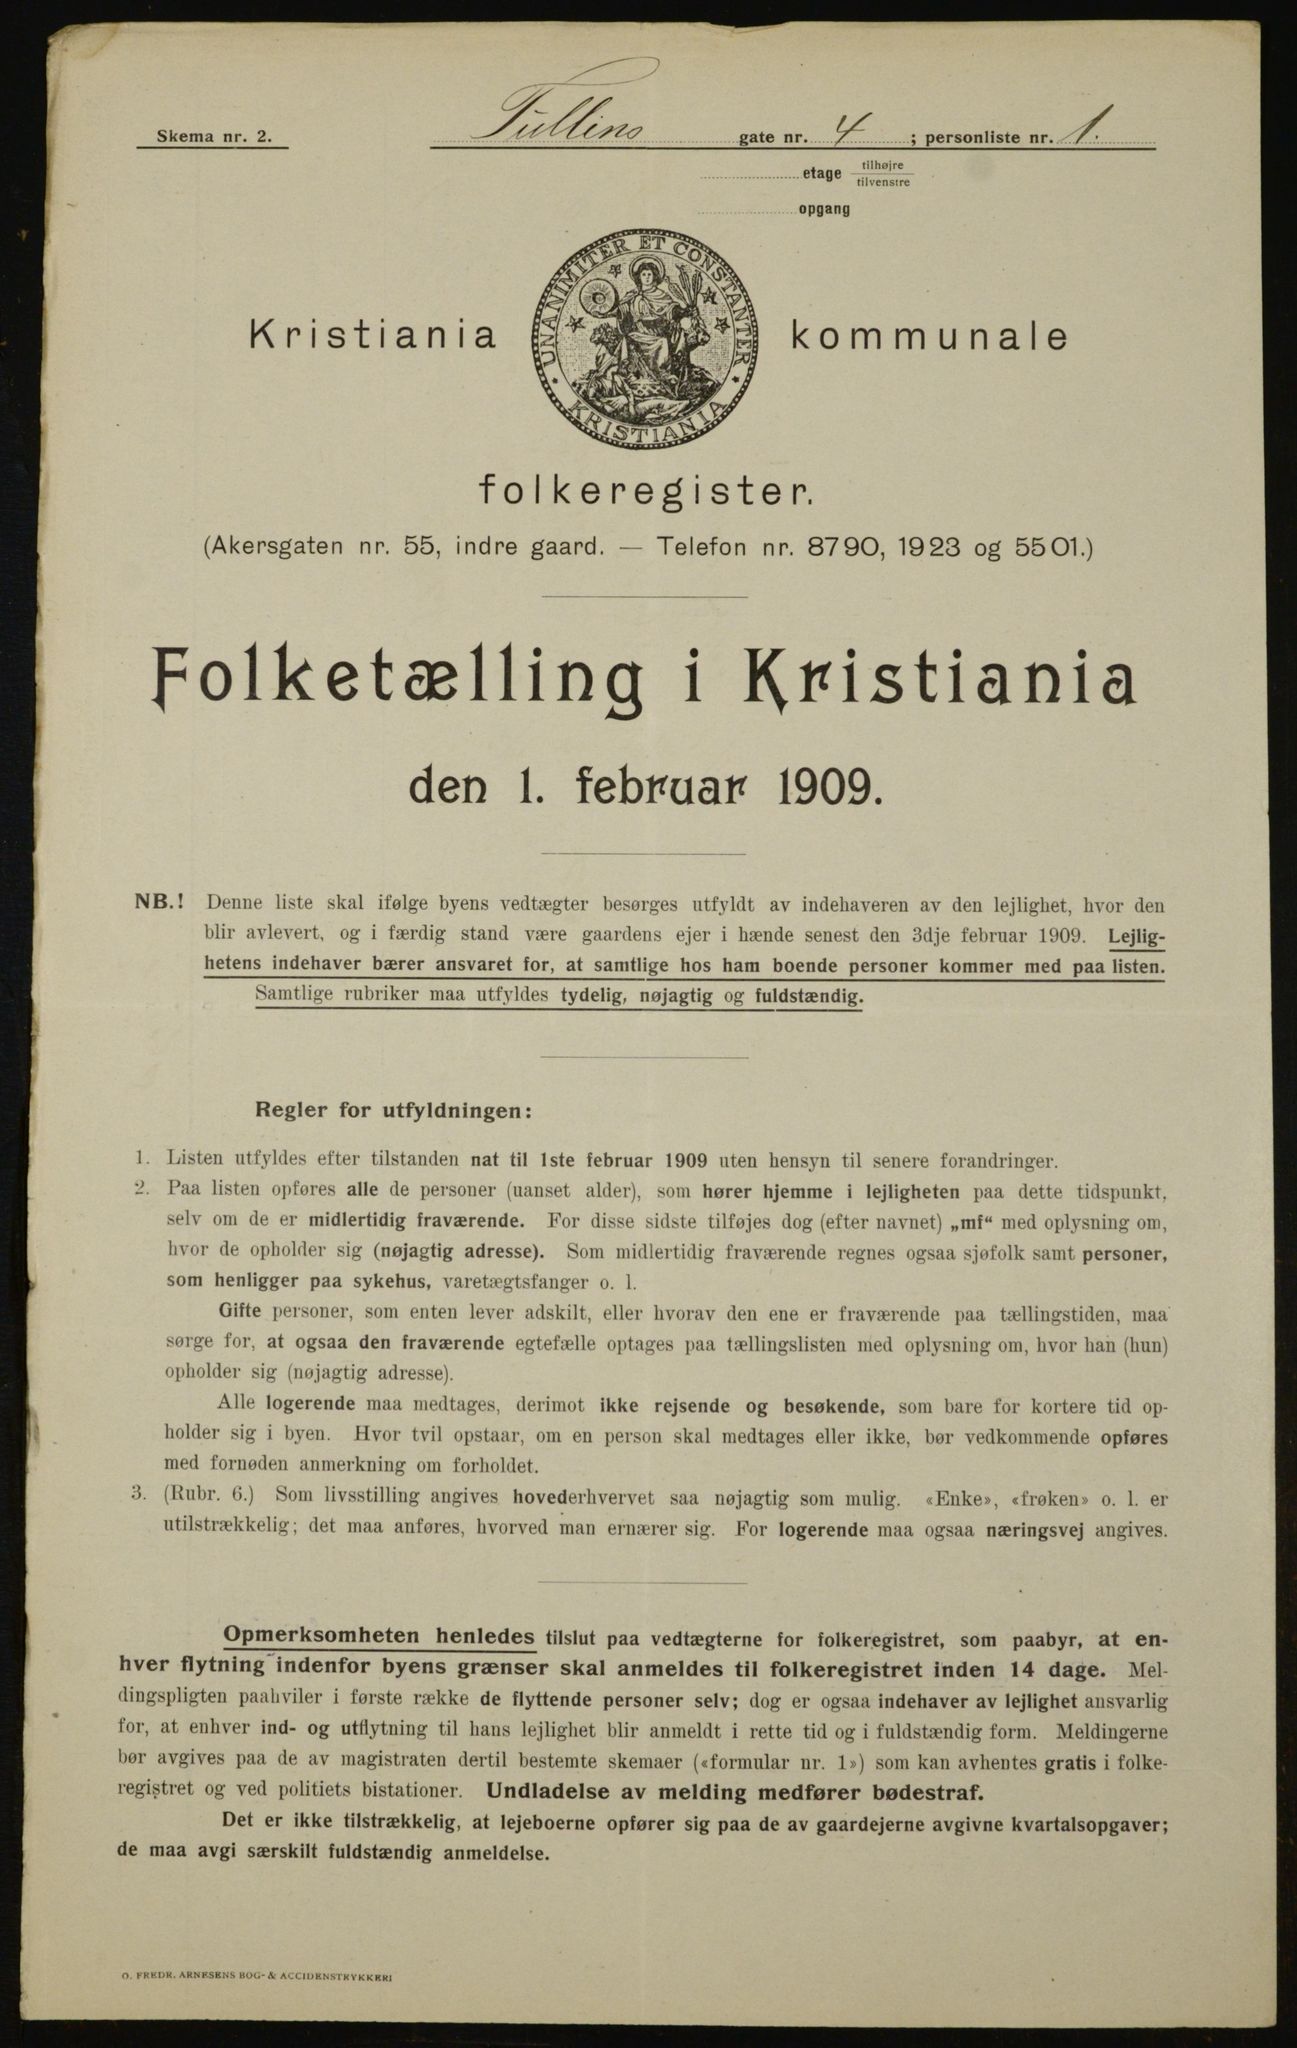 Skema nr. 2.
Tullins gate nr. 4 ; personliste nr. 1.
etage tilhøjre
tilvenstre
opgang
UNANIMITER ET CONSTANTER
KRISTIANIA
Kristiania kommunale
folkeregister.
(Akersgaten nr. 55, indre gaard. — Telefon nr. 8790, 1923 og 5501.)
Folketælling i Kristiania
den 1. februar 1909.
NB.! Denne liste skal ifølge byens vedtægter besørges utfyldt av indehaveren av den lejlighet, hvor den
blir avlevert, og i færdig stand være gaardens ejer i hænde senest den 3dje februar 1909. Lejlig-
hetens indehaver bærer ansvaret for, at samtlige hos ham boende personer kommer med paa listen.
Samtlige rubriker maa utfyldes tydelig, nøjagtig og fuldstændig.
Regler for utfyldningen:
1. Listen utfyldes efter tilstanden nat til 1ste februar 1909 uten hensyn til senere forandringer.
2. Paa listen opføres alle de personer (uanset alder), som hører hjemme i lejligheten paa dette tidspunkt,
selv om de er midlertidig fraværende. For disse sidste tilføjes dog (efter navnet) „mf“ med oplysning om,
hvor de opholder sig (nøjagtig adresse). Som midlertidig fraværende regnes ogsaa sjøfolk samt personer,
som henligger paa sykehus, varetægtsfanger o. l.
Gifte personer, som enten lever adskilt, eller hvorav den ene er fraværende paa tællingstiden, maa
sørge for, at ogsaa den fraværende egtefælle optages paa tællingslisten med oplysning om, hvor han (hun)
opholder sig (nøjagtig adresse).
Alle logerende maa medtages, derimot ikke rejsende og besøkende, som bare for kortere tid op-
holder sig i byen. Hvor tvil opstaar, om en person skal medtages eller ikke, bør vedkommende opføres
med fornøden anmerkning om forholdet.
3. (Rubr. 6.) Som livsstilling angives hovederhvervet saa nøjagtig som mulig. «Enke», «frøken» o. l. er
utilstrækkelig; det maa anføres, hvorved man ernærer sig. For logerende maa ogsaa næringsvej angives.
Opmerksomheten henledes tilslut paa vedtægterne for folkeregistret, som paabyr, at en-
hver flytning indenfor byens grænser skal anmeldes til folkeregistret inden 14 dage. Mel-
dingspligten paahviler i første række de flyttende personer selv; dog er ogsaa indehaver av lejlighet ansvarlig
for, at enhver ind- og utflytning til hans lejlighet blir anmeldt i rette tid og i fuldstændig form. Meldingerne
bør avgives paa de av magistraten dertil bestemte skemaer («formular nr. 1») som kan avhentes gratis i folke-
registret og ved politiets bistationer. Undladelse av melding medfører bødestraf.
Det er ikke tilstrækkelig, at lejeboerne opfører sig paa de av gaardejerne avgivne kvartalsopgaver;
de maa avgi særskilt fuldstændig anmeldelse.
O. FREDR. ARNESENS BOG- & ACCIDENSTRYKKERI